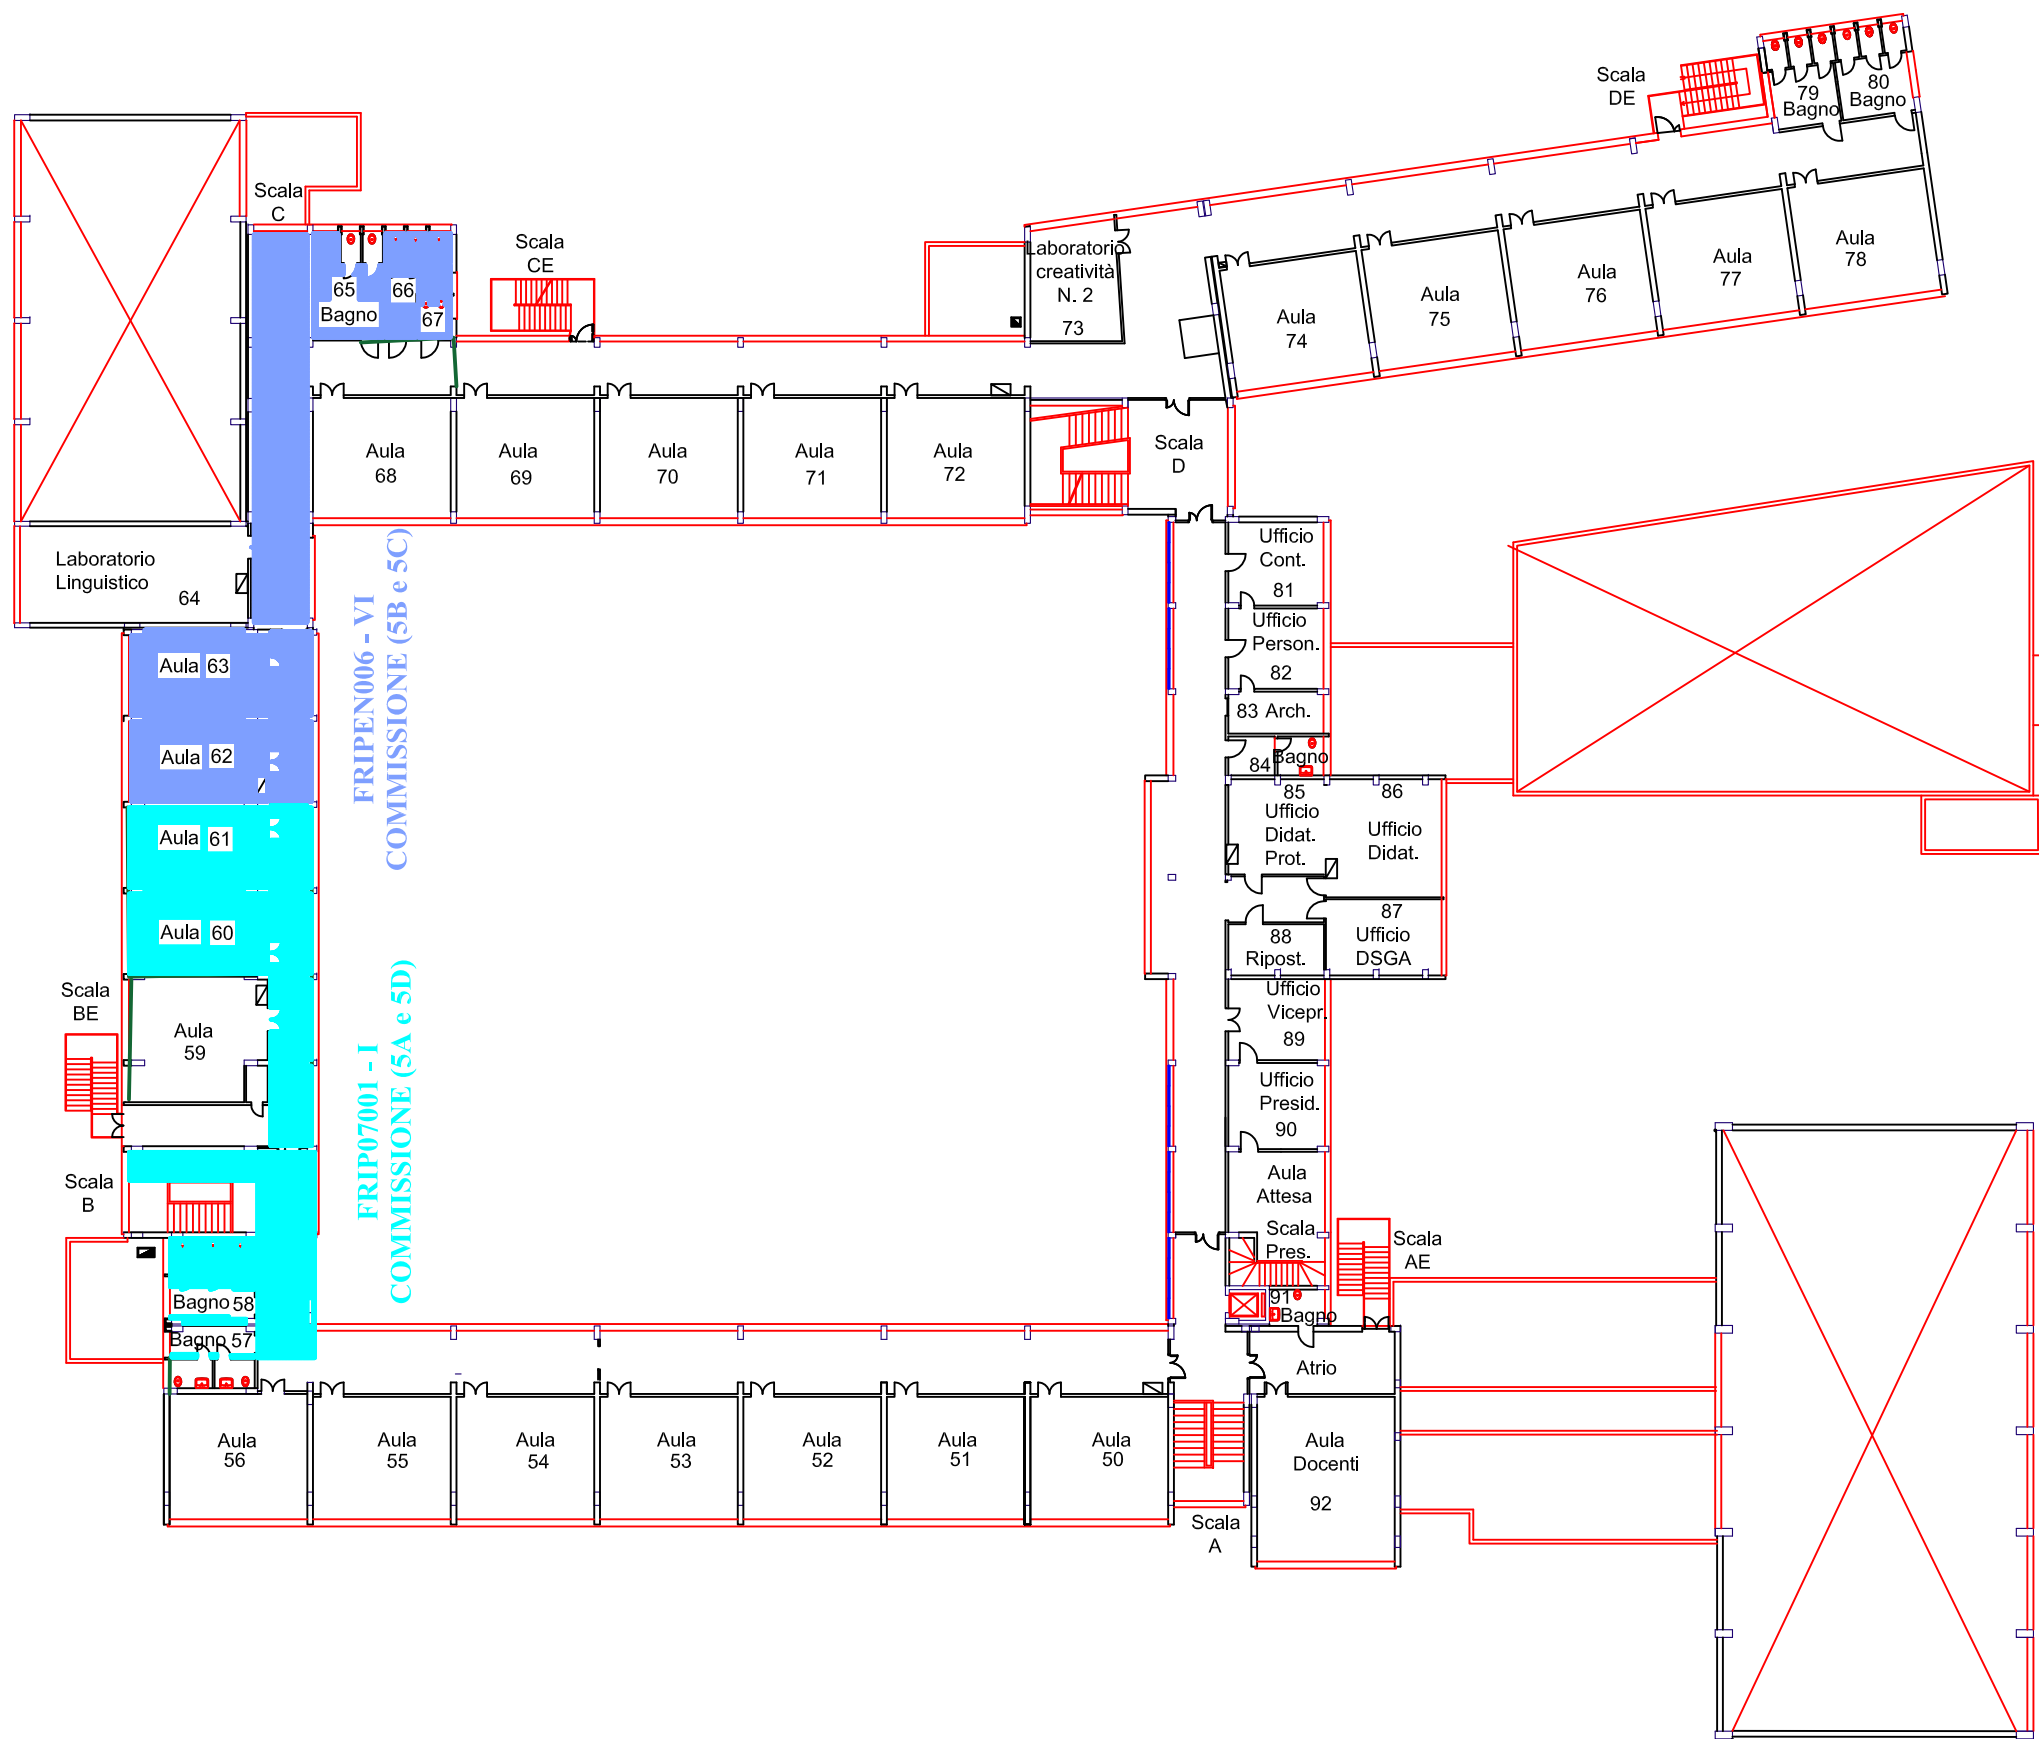 Scala
DE
79
Bagno
80
Bagno
Scala
C
Scala
CE
65
Bagno
66
67
Laboratorio
creatività
N. 2
73
Aula
74
Aula
75
Aula
76
Aula
77
Aula
78
Aula
68
Aula
69
Aula
70
Aula
71
Aula
72
Scala
D
Laboratorio
Linguistico
64
Aula 63
Aula 62
Aula 61
Aula 60
Aula
59
FRIPEN006 - VI
COMMISSIONE (5B e 5C)
FRIP07001 - I
COMMISSIONE (5A e 5D)
Ufficio
Cont.
81
Ufficio
Person.
82
83 Arch.
84
Bagno
85
Ufficio
Didat.
Prot.
86
Ufficio
Didat.
87
Ufficio
DSGA
88
Ripost.
Ufficio
Vicepr.
89
Ufficio
Presid.
90
Aula
Attesa
Scala
Pres.
Scala
AE
91
Bagno
Atrio
Scala
BE
Scala
B
Bagno 58
Bagno 57
Aula
56
Aula
55
Aula
54
Aula
53
Aula
52
Aula
51
Aula
50
Scala
A
Aula
Docenti
92